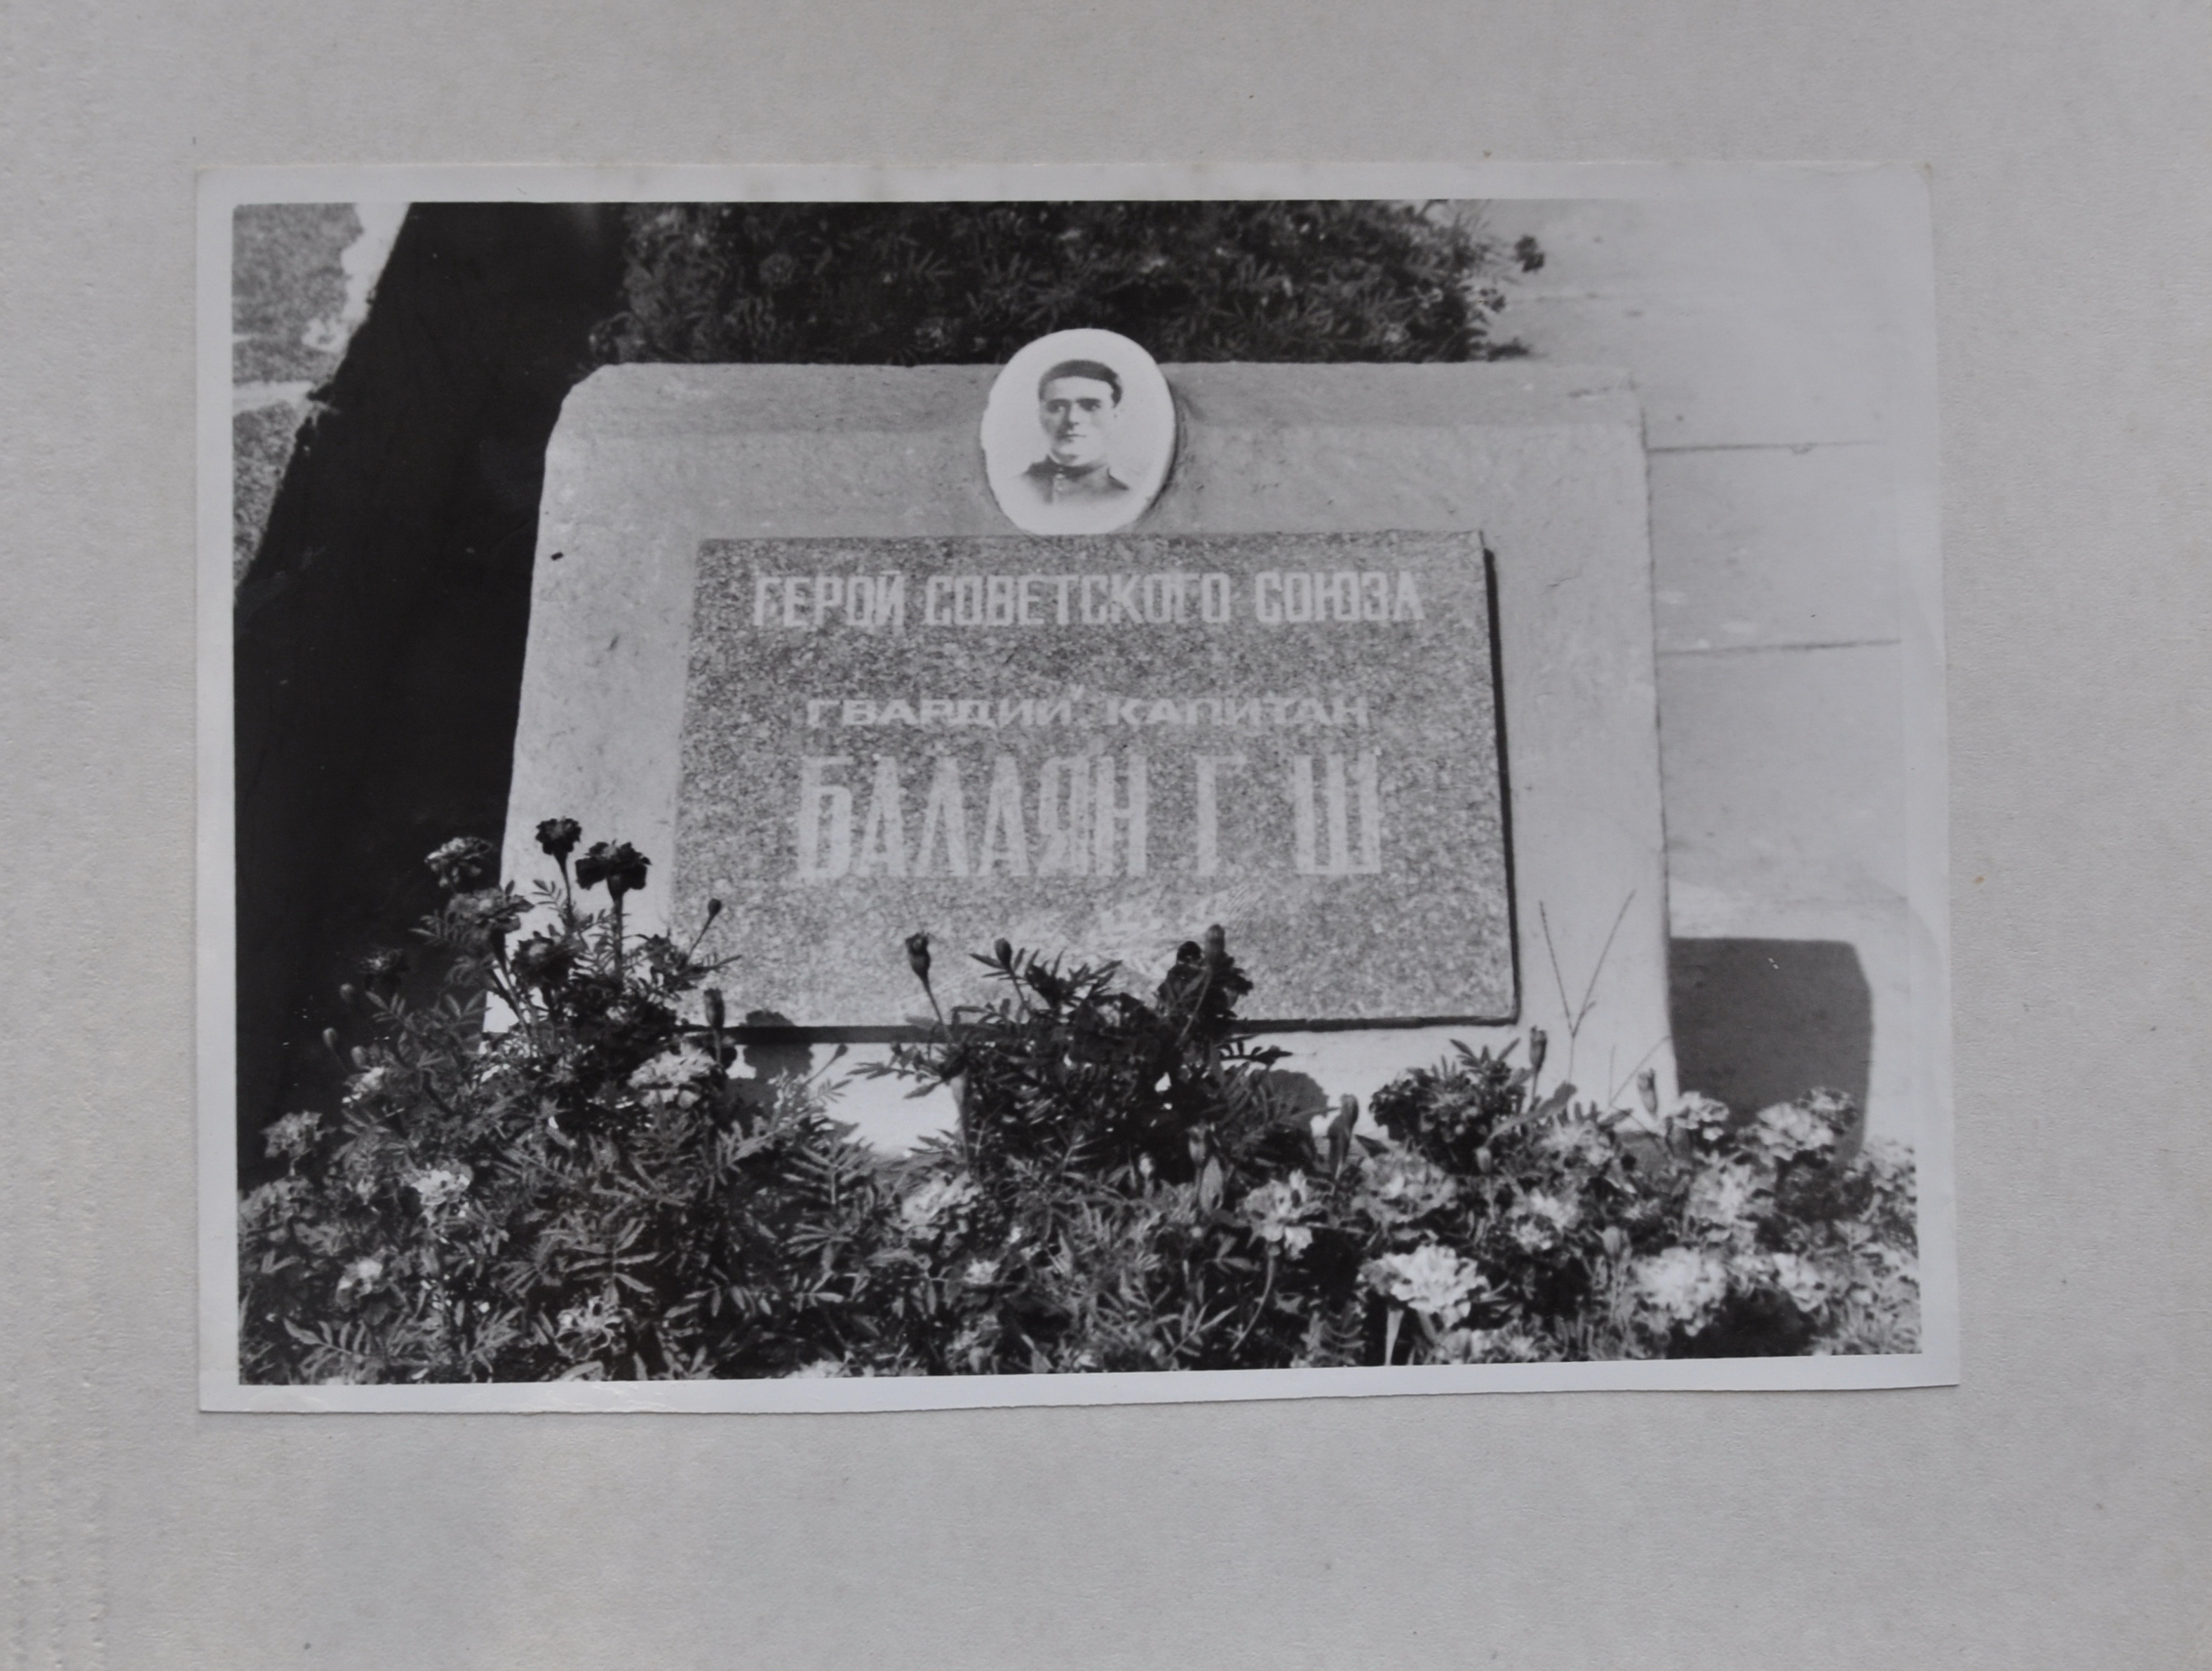 ГЕРОЙ СОВЕТСКОГО СОЮЗА
ГВАРДИИ КАПИТАН
БАЛАЯН Г Ш